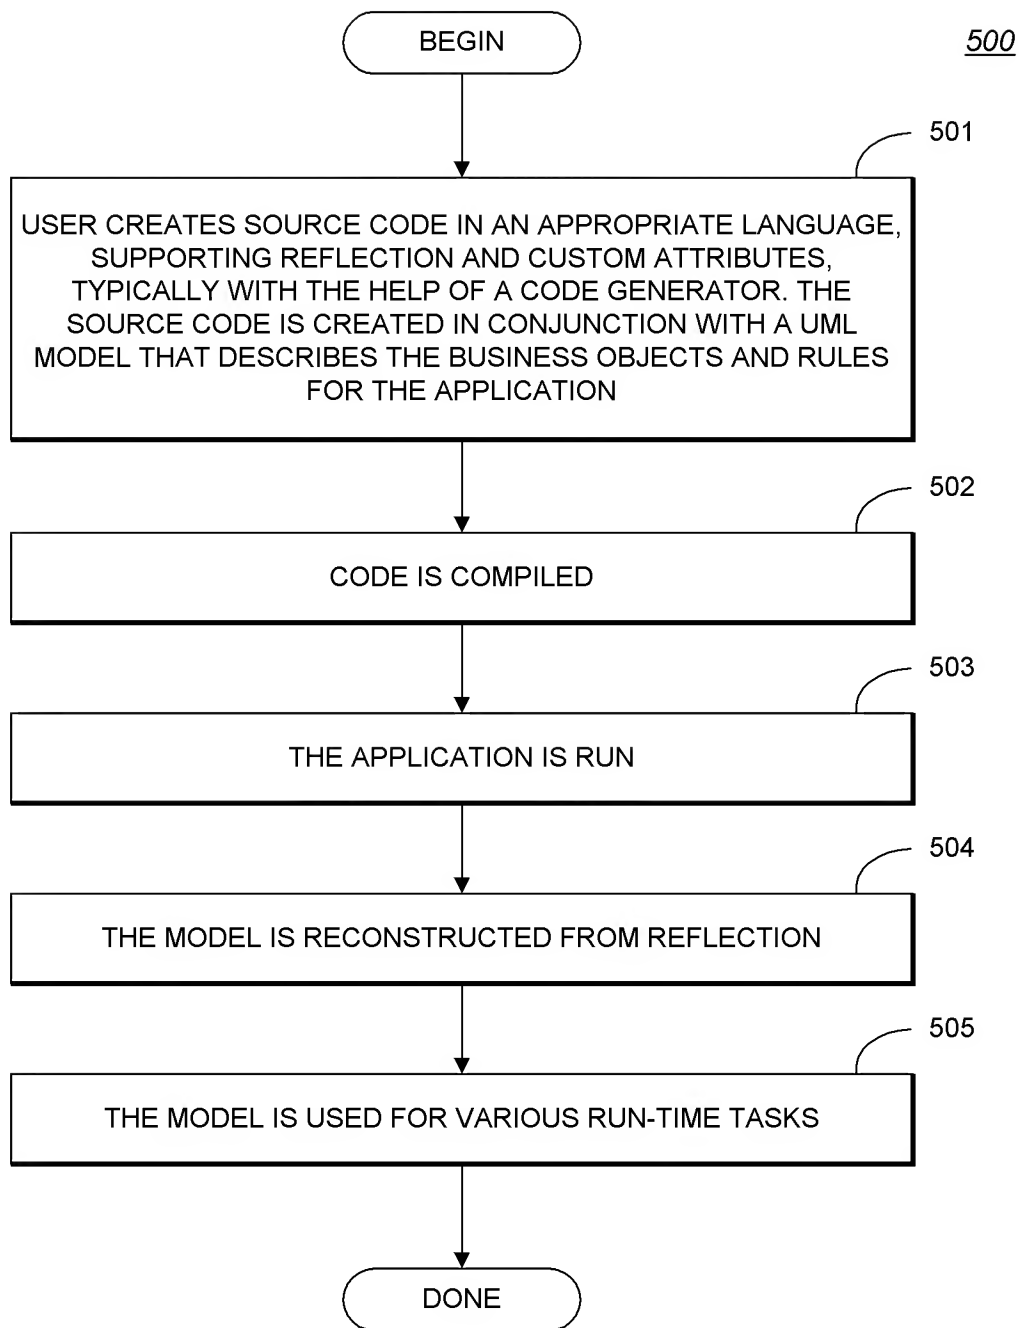 BEGIN
500
501
USER CREATES SOURCE CODE IN AN APPROPRIATE LANGUAGE,
SUPPORTING REFLECTION AND CUSTOM ATTRIBUTES,
TYPICALLY WITH THE HELP OF A CODE GENERATOR. THE
SOURCE CODE IS CREATED IN CONJUNCTION WITH A UML
MODEL THAT DESCRIBES THE BUSINESS OBJECTS AND RULES
FOR THE APPLICATION
502
CODE IS COMPILED
503
THE APPLICATION IS RUN
504
THE MODEL IS RECONSTRUCTED FROM REFLECTION
505
THE MODEL IS USED FOR VARIOUS RUN-TIME TASKS
DONE